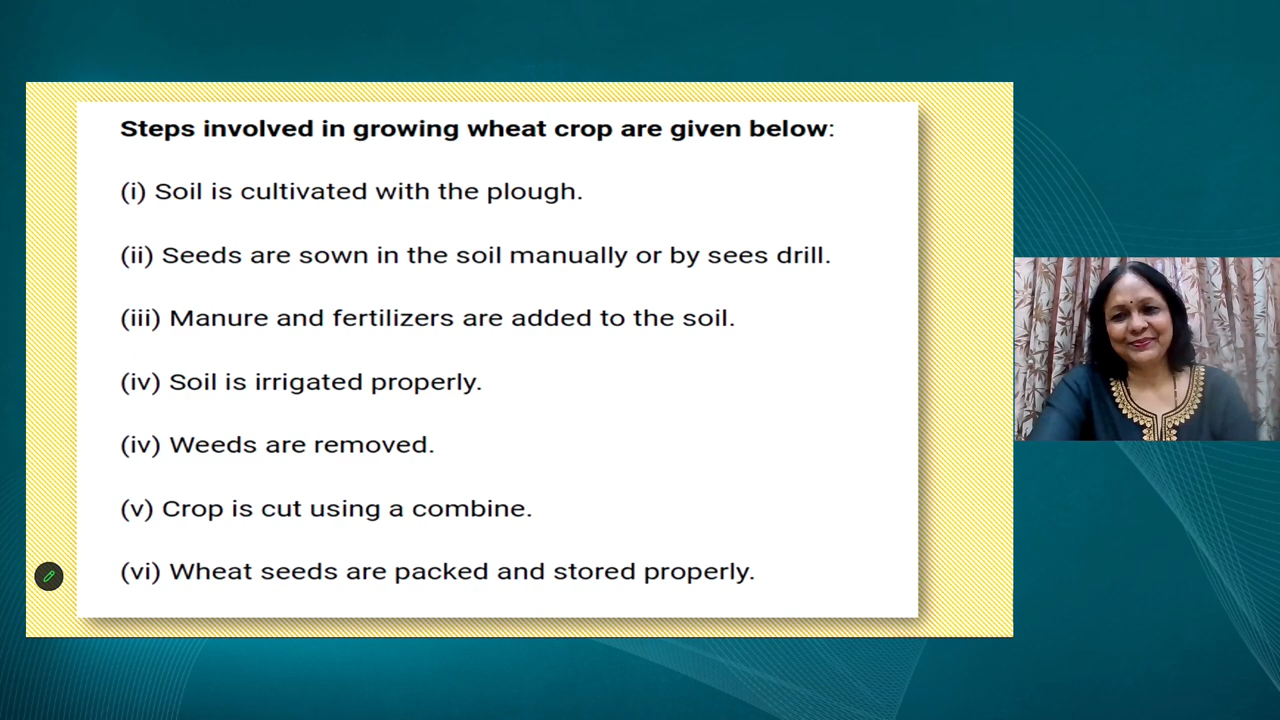 Steps involved in growing wheat crop are given below:
(i) Soil is cultivated with the plough.
(ii) Seeds are sown in the soil manually or by sees drill.
(iii) Manure and fertilizers are added to the soil.
(iv) Soil is irrigated properly.
(iv) Weeds are removed.
(v) Crop is cut using a combine.
(vi) Wheat seeds are packed and stored properly.